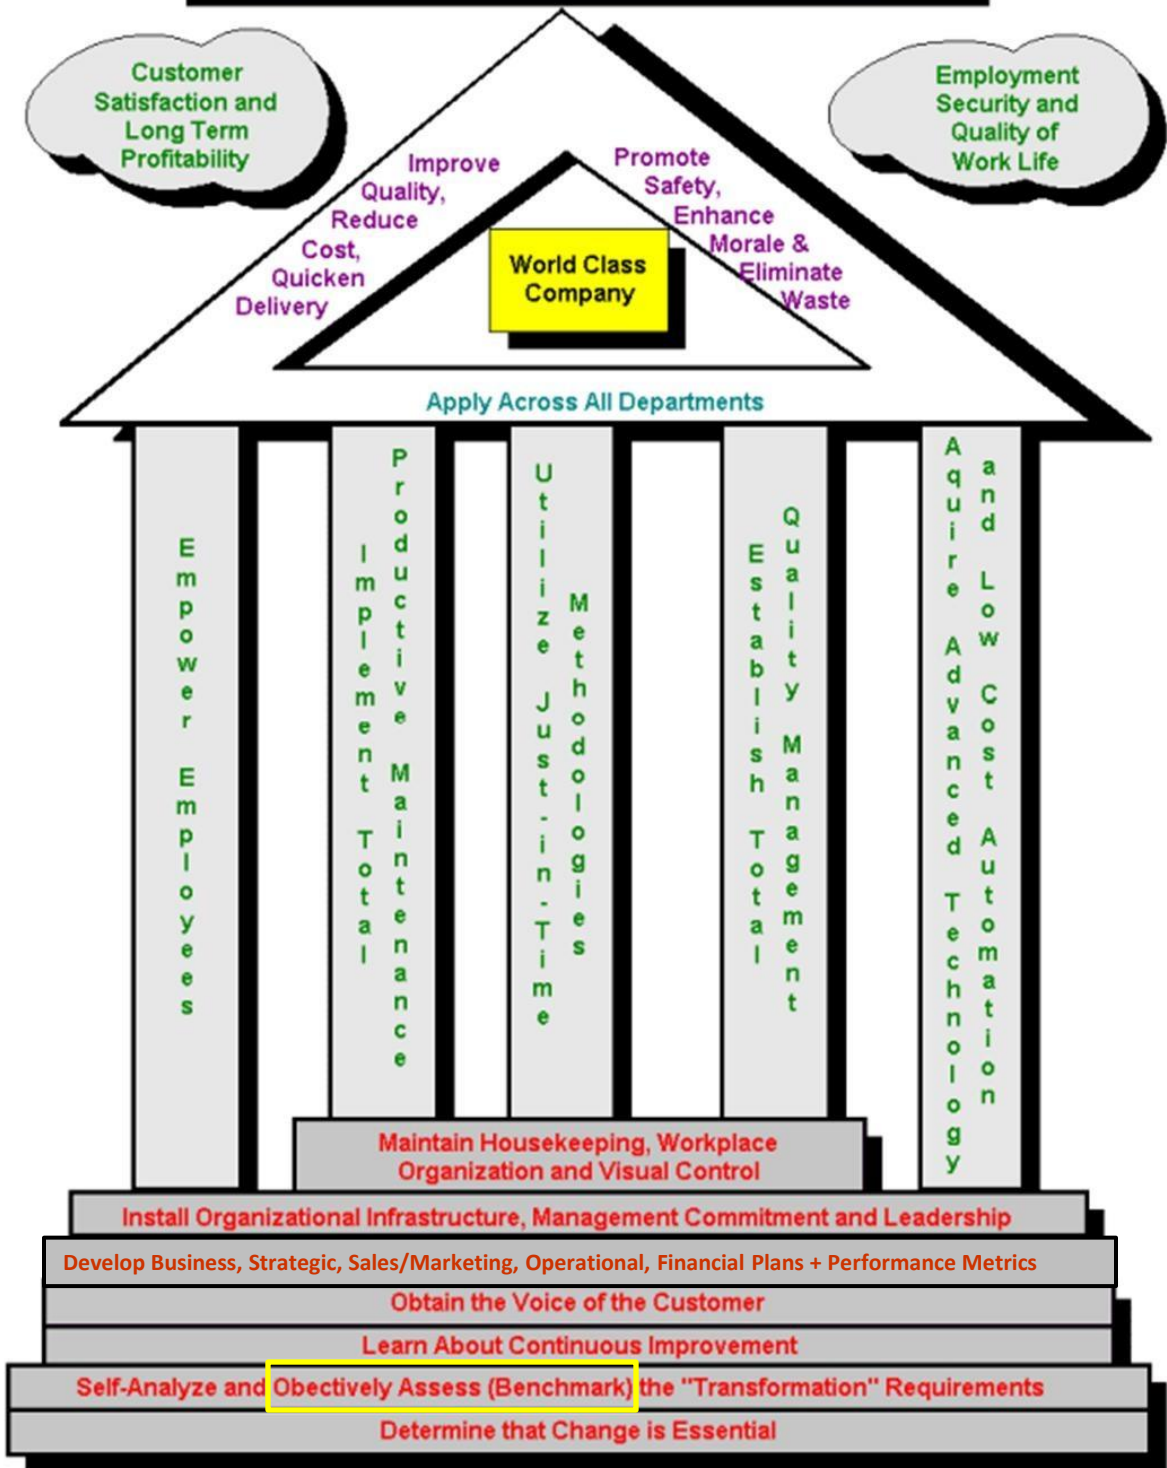 Customer
Satisfaction and
Long Term
Profitability
Employment
Security and
Quality of
Work Life
Improve
Quality,
Reduce
Cost,
Quicken
Delivery
Promote
Safety,
Enhance
Morale &
Eliminate
Waste
World Class
Company
Apply Across All Departments
Empower Employees
Implement Total
Productive Maintenance
Utilize Just-in-Time
Methodologies
Establish Total
Quality Management
Aquire Advanced Technology
and Low Cost Automation
Maintain Housekeeping, Workplace
Organization and Visual Control
Install Organizational Infrastructure, Management Commitment and Leadership
Develop Business, Strategic, Sales/Marketing, Operational, Financial Plans + Performance Metrics
Obtain the Voice of the Customer
Learn About Continuous Improvement
Self-Analyze and Obectively Assess (Benchmark) the "Transformation" Requirements
Determine that Change is Essential